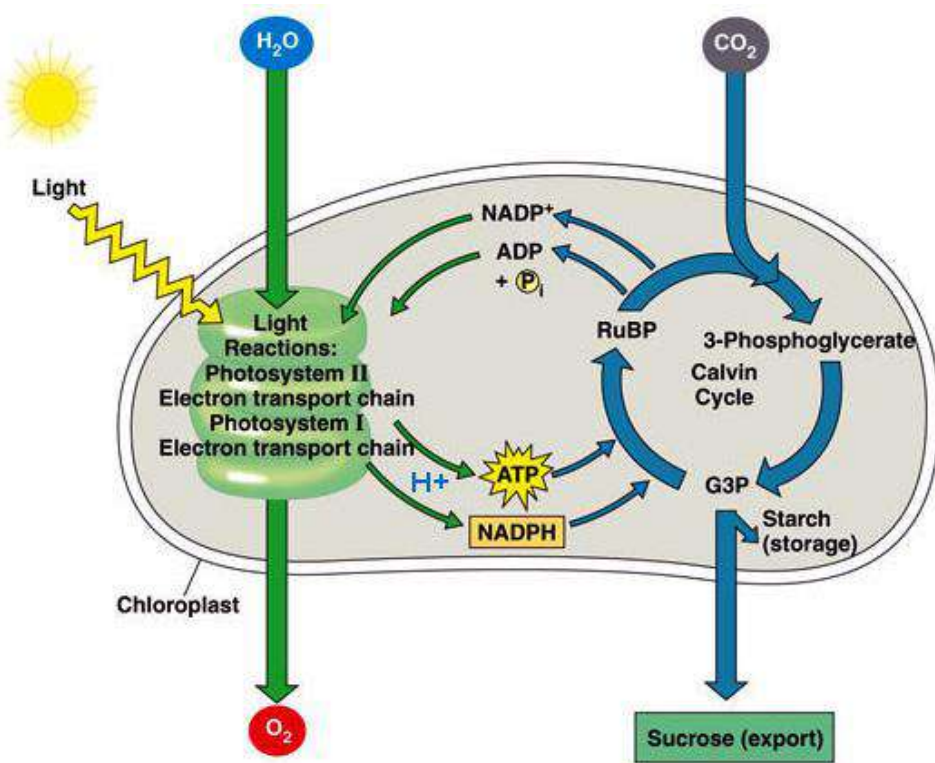 H₂O
CO₂
Light
NADP⁺
ADP
+ Pi
Light
Reactions:
Photosystem II
Electron transport chain
Photosystem I
Electron transport chain
RuBP
3-Phosphoglycerate
Calvin
Cycle
H+
ATP
NADPH
G3P
Starch
(storage)
Chloroplast
O₂
Sucrose (export)